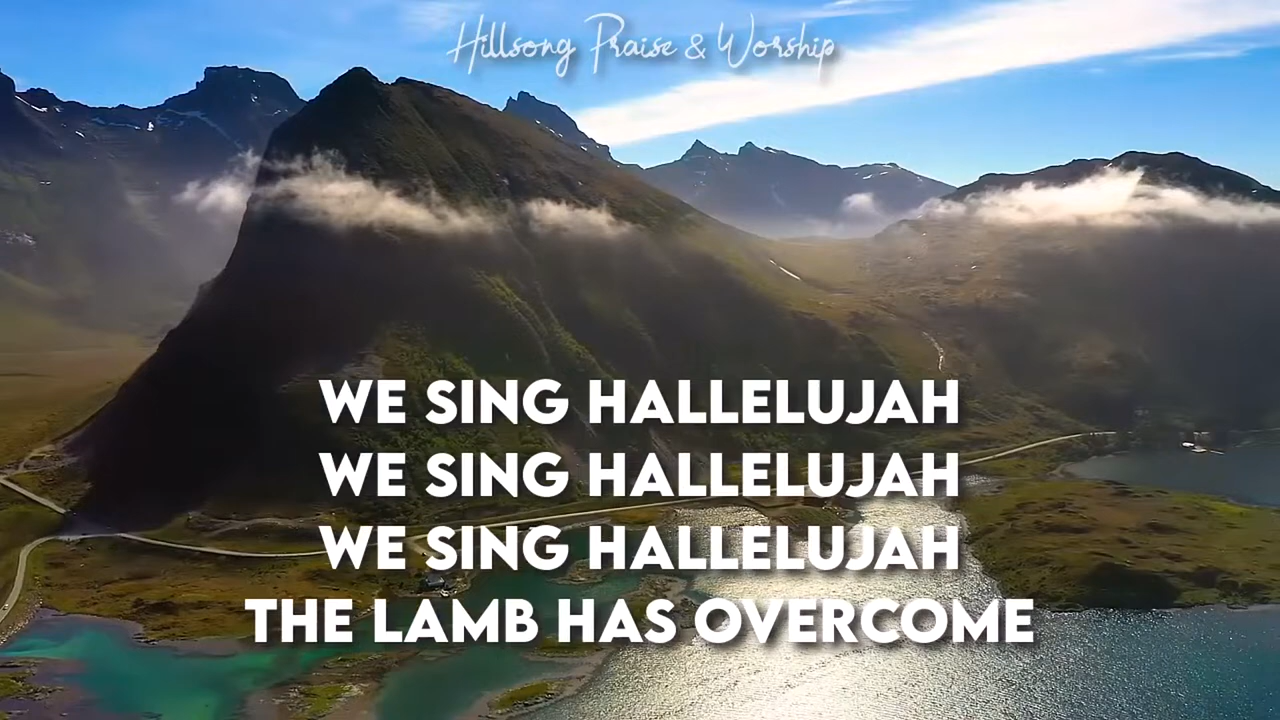 Hillsong Praise & Worship
WE SING HALLELUJAH
WE SING HALLELUJAH
WE SING HALLELUJAH
THE LAMB HAS OVERCOME